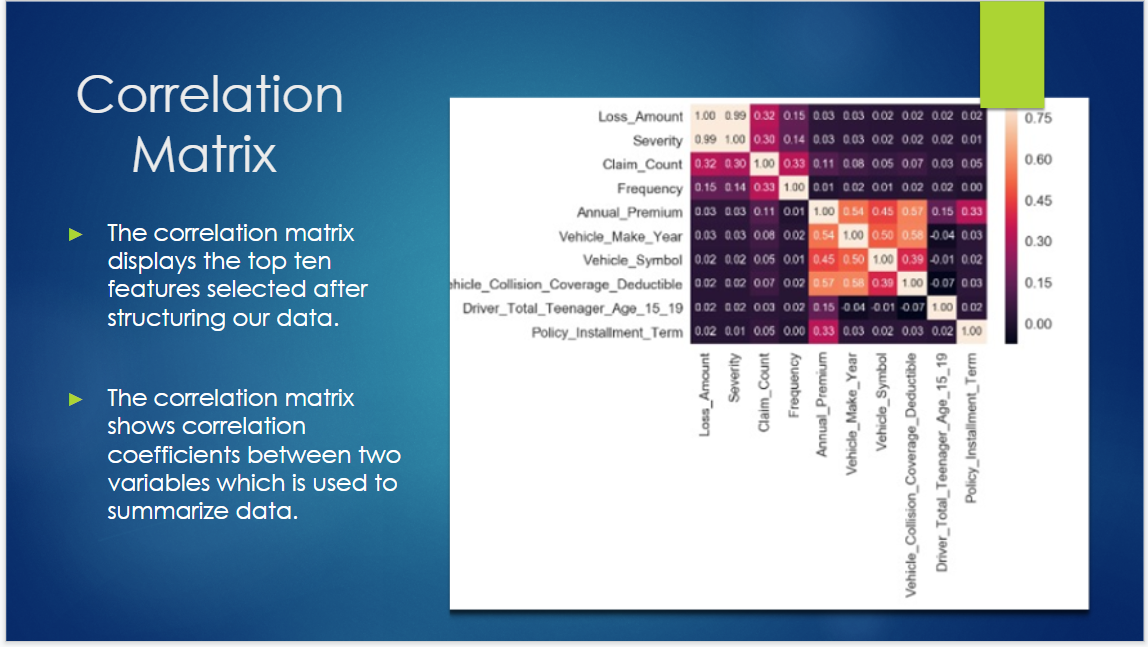 Correlation
Matrix
The correlation matrix
displays the top ten
features selected after
structuring our data.
The correlation matrix
shows correlation
coefficients between two
variables which is used to
summarize data.
Loss_Amount 1.00 0.99 0.32 0.15 0.03 0.03 0.02 0.02 0.02 0.02
Severity 0.99 1.00 0.30 0.14 0.03 0.03 0.02 0.02 0.02 0.01
Claim_Count 0.32 0.30 1.00 0.33 0.11 0.08 0.05 0.07 0.03 0.05
Frequency 0.15 0.14 0.33 1.00 0.01 0.02 0.01 0.02 0.02 0.00
Annual_Premium 0.03 0.03 0.11 0.01 1.00 0.54 0.45 0.57 0.15 0.33
Vehicle_Make_Year 0.03 0.03 0.08 0.02 0.54 1.00 0.50 0.58 -0.04 0.03
Vehicle_Symbol 0.02 0.02 0.05 0.01 0.45 0.50 1.00 0.39 -0.01 0.02
ehicle_Collision_Coverage_Deductible 0.02 0.02 0.07 0.02 0.57 0.58 0.39 1.00 -0.07 0.03
Driver_Total_Teenager_Age_15_19 0.02 0.02 0.03 0.02 0.15 -0.04 -0.01 -0.07 1.00 0.02
Policy_Installment_Term 0.02 0.01 0.05 0.00 0.33 0.03 0.02 0.03 0.02 1.00
Loss_Amount
Severity
Claim_Count
Frequency
Annual_Premium
Vehicle_Make_Year
Vehicle_Symbol
Vehicle_Collision_Coverage_Deductible
Driver_Total_Teenager_Age_15_19
Policy_Installment_Term
0.75
0.60
0.45
0.30
0.15
0.00